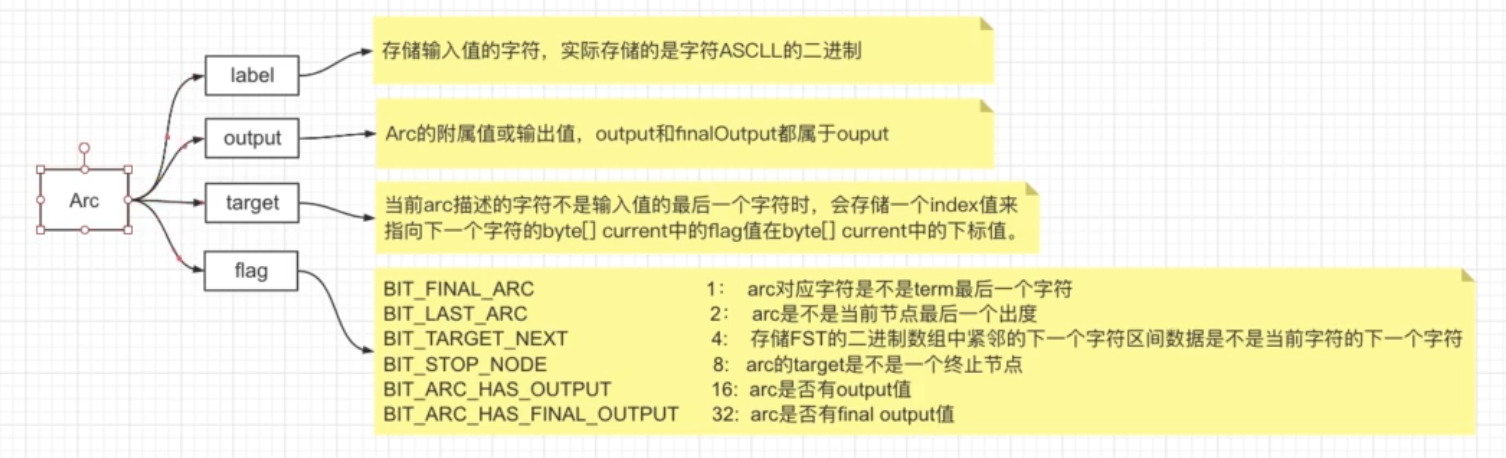 Arc
label
存储输入值的字符，实际存储的是字符ASCLL的二进制
output
Arc的附属值或输出值，output和finalOutput都属于ouput
target
当前arc描述的字符不是输入值的最后一个字符时，会存储一个index值来
指向下一个字符的byte[] current中的flag值在byte[] current中的下标值。
flag
BIT_FINAL_ARC 1： arc对应字符是不是term最后一个字符
BIT_LAST_ARC 2： arc是不是当前节点最后一个出度
BIT_TARGET_NEXT 4: 存储FST的二进制数组中紧邻的下一个字符区间数据是不是当前字符的下一个字符
BIT_STOP_NODE 8: arc的target是不是一个终止节点
BIT_ARC_HAS_OUTPUT 16: arc是否有output值
BIT_ARC_HAS_FINAL_OUTPUT 32: arc是否有final output值